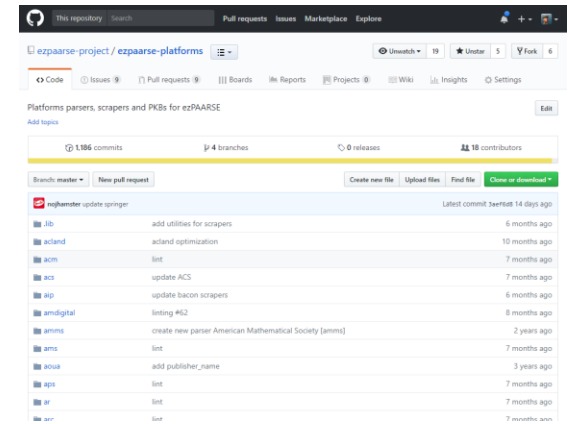 This repository Search Pull requests Issues Marketplace Explore
ezpaarse-project / ezpaarse-platforms Unwatch 19 Unstar 5 Fork 6
Code Issues 9 Pull requests 9 Boards Reports Projects 0 Wiki Insights Settings
Platforms parsers, scrapers and PKBs for ezPAARSE Edit
Add topics
1,186 commits 4 branches 0 releases 18 contributors
Branch: master New pull request Create new file Upload files Find file Clone or download
nojhamster update springer Latest commit 14 days ago
.lib add utilities for scrapers 6 months ago
acland acland optimization 10 months ago
acm lint 7 months ago
acs update ACS 7 months ago
aip update bacon scrapers 6 months ago
amdigital linting #62 8 months ago
amms create new parser American Mathematical Society [amms] 2 years ago
ams lint 7 months ago
aoua add publisher_name 3 years ago
aps lint 7 months ago
ar lint 7 months ago
arc lint 7 months ago